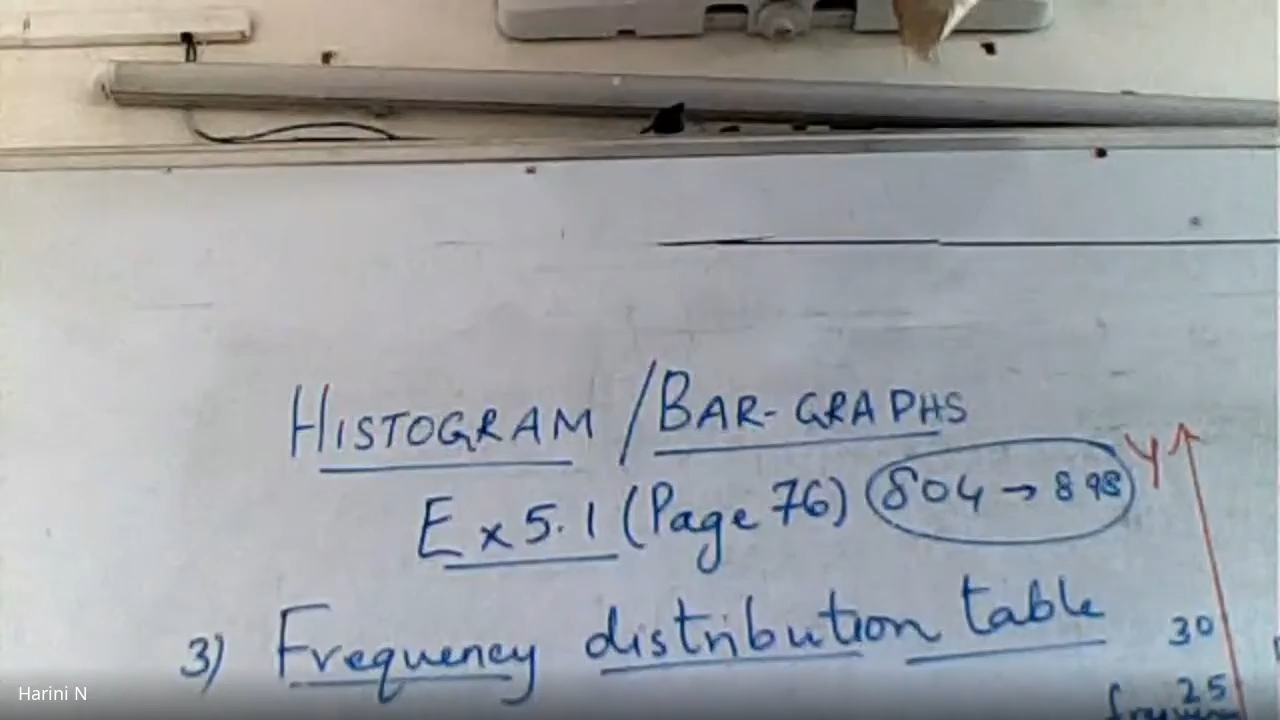 HISTOGRAM / BAR-GRAPHS
Ex 5.1 (Page 76) 804 → 898
Y
3) Frequency distribution table
30
25
Harini N